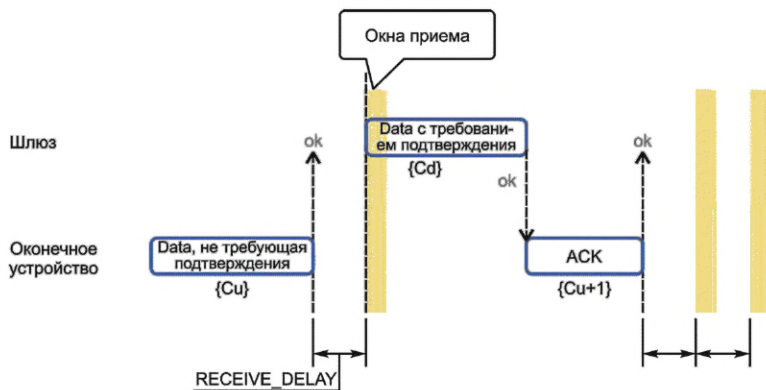 Окна приема
Шлюз
ok
Data с требовани-
ем подтверждения
ok
{Cd}
ok
Оконечное
устройство
Data, не требующая
подтверждения
ACK
{Cu}
{Cu+1}
RECEIVE_DELAY